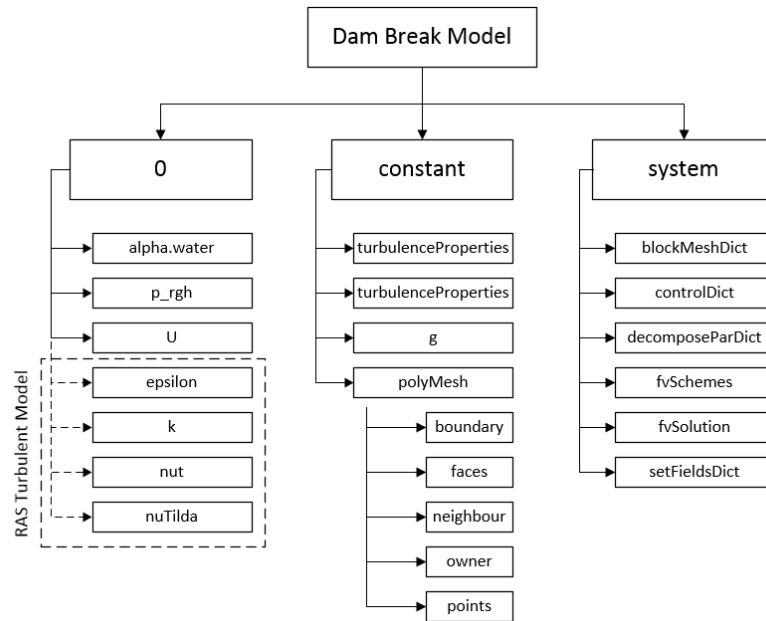 Dam Break Model
0
constant
system
alpha.water
p_rgh
U
RAS Turbulent Model
epsilon
k
nut
nuTilda
turbulenceProperties
turbulenceProperties
g
polyMesh
boundary
faces
neighbour
owner
points
blockMeshDict
controlDict
decomposeParDict
fvSchemes
fvSolution
setFieldsDict